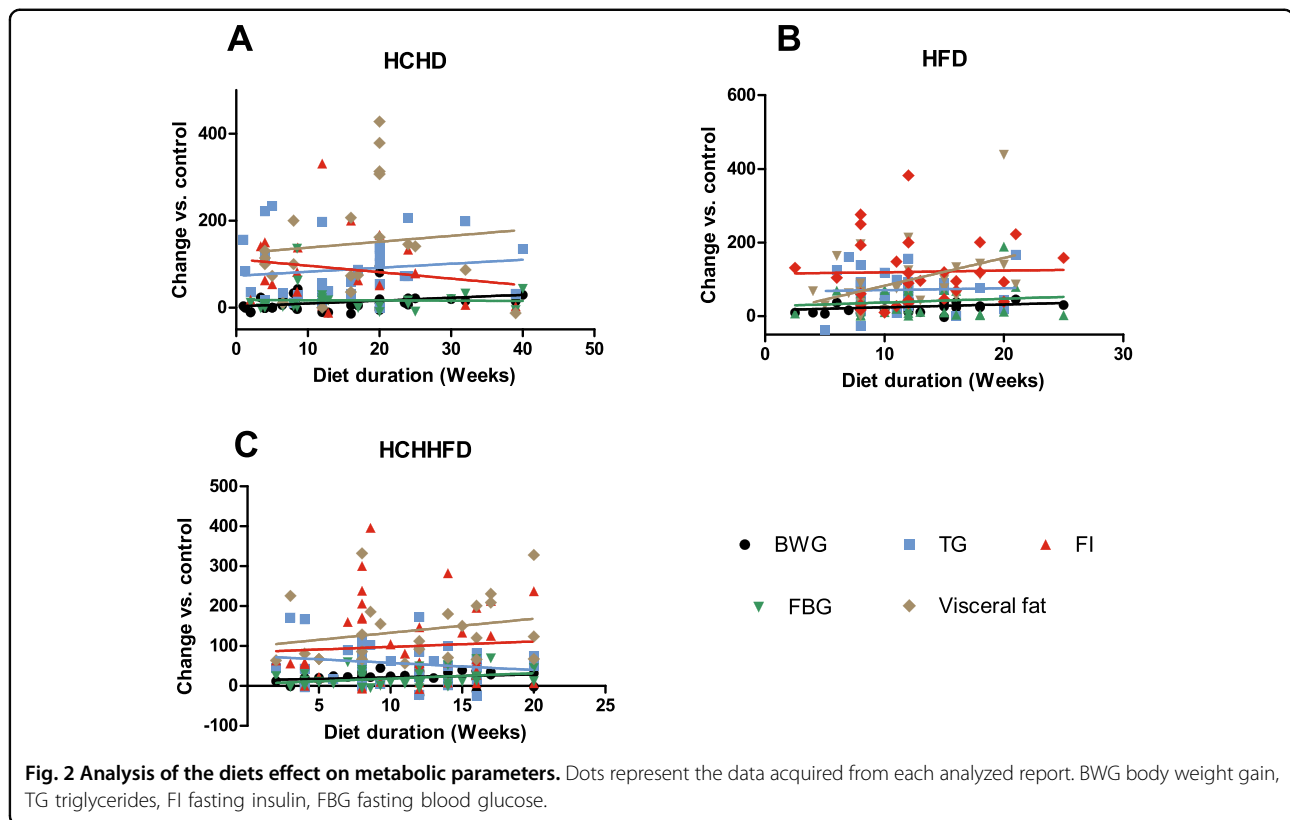 A
HCHD
Change vs. control
400
200
0
0 10 20 30 40 50
Diet duration (Weeks)
B
HFD
Change vs. control
600
400
200
0
0 10 20 30
Diet duration (Weeks)
C
HCHHFD
Change vs. control
500
400
300
200
100
0
-100
5 10 15 20 25
Diet duration (Weeks)
BWG TG FI
FBG Visceral fat
Fig. 2 Analysis of the diets effect on metabolic parameters. Dots represent the data acquired from each analyzed report. BWG body weight gain,
TG triglycerides, FI fasting insulin, FBG fasting blood glucose.